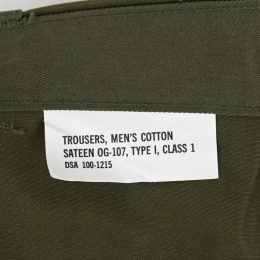 TROUSERS, MEN'S COTTON
SATEEN OG-107, TYPE I, CLASS 1
DSA 100-1215